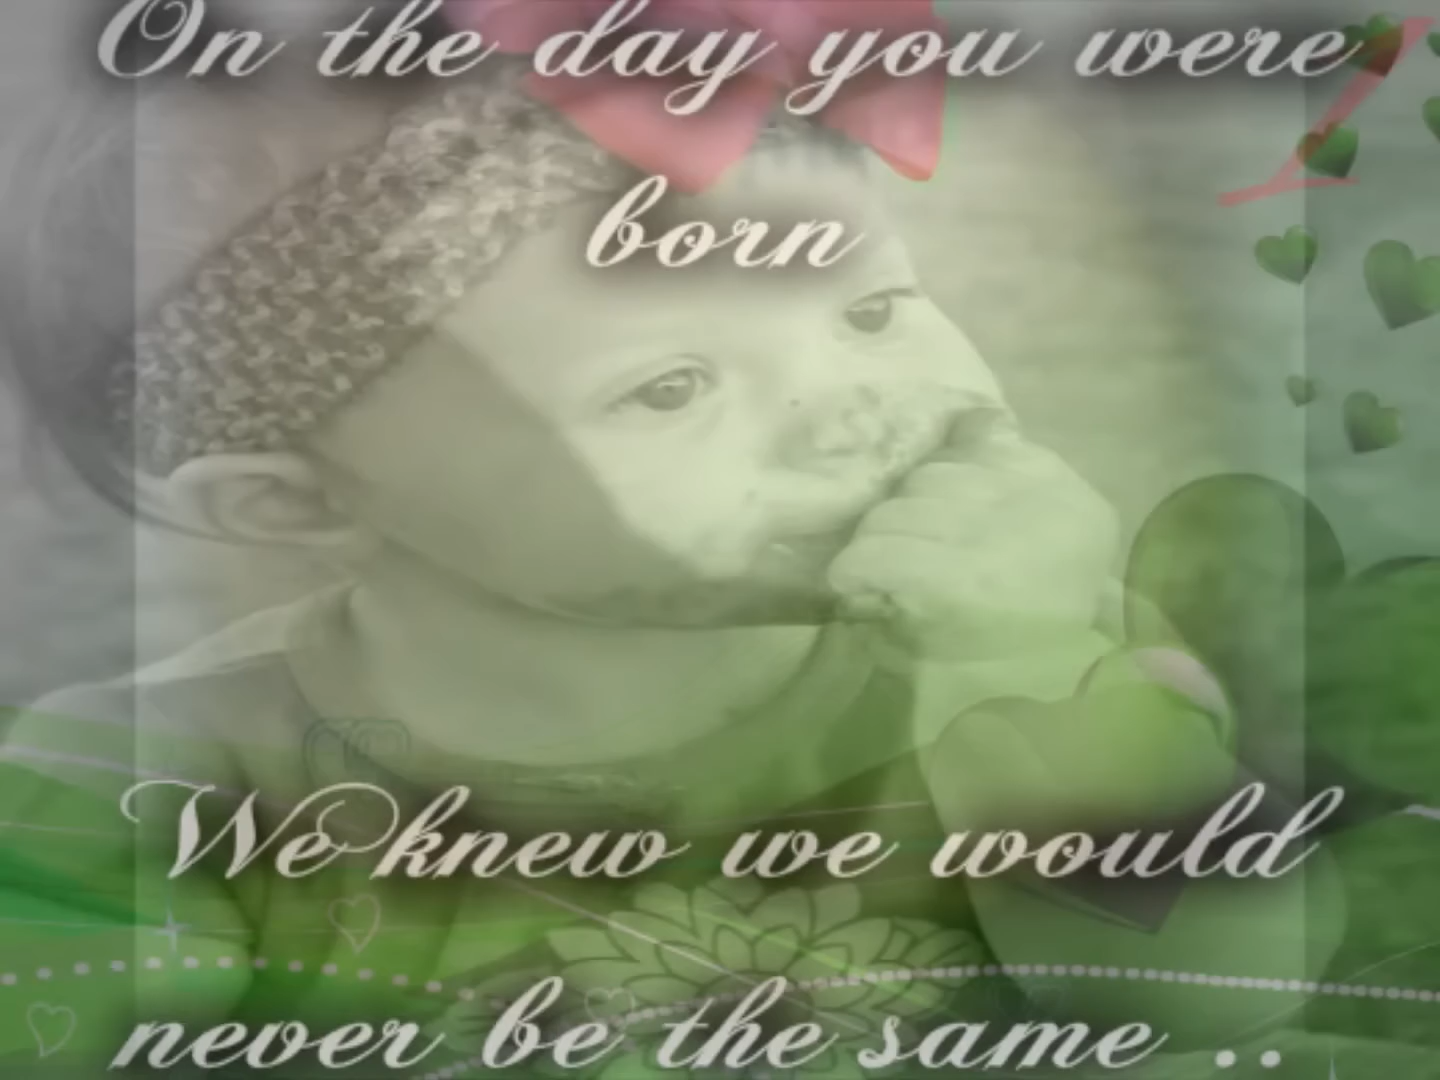 On the day you were
born
We knew we would
never be the same ..